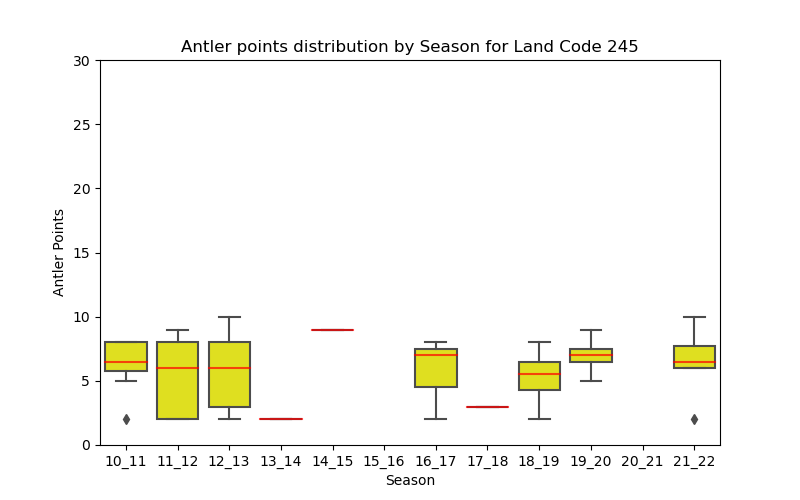 Antler points distribution by Season for Land Code 245
30
25
20
15
10
5
0
Antler Points
10_11 11_12 12_13 13_14 14_15 15_16 16_17 17_18 18_19 19_20 20_21 21_22
Season